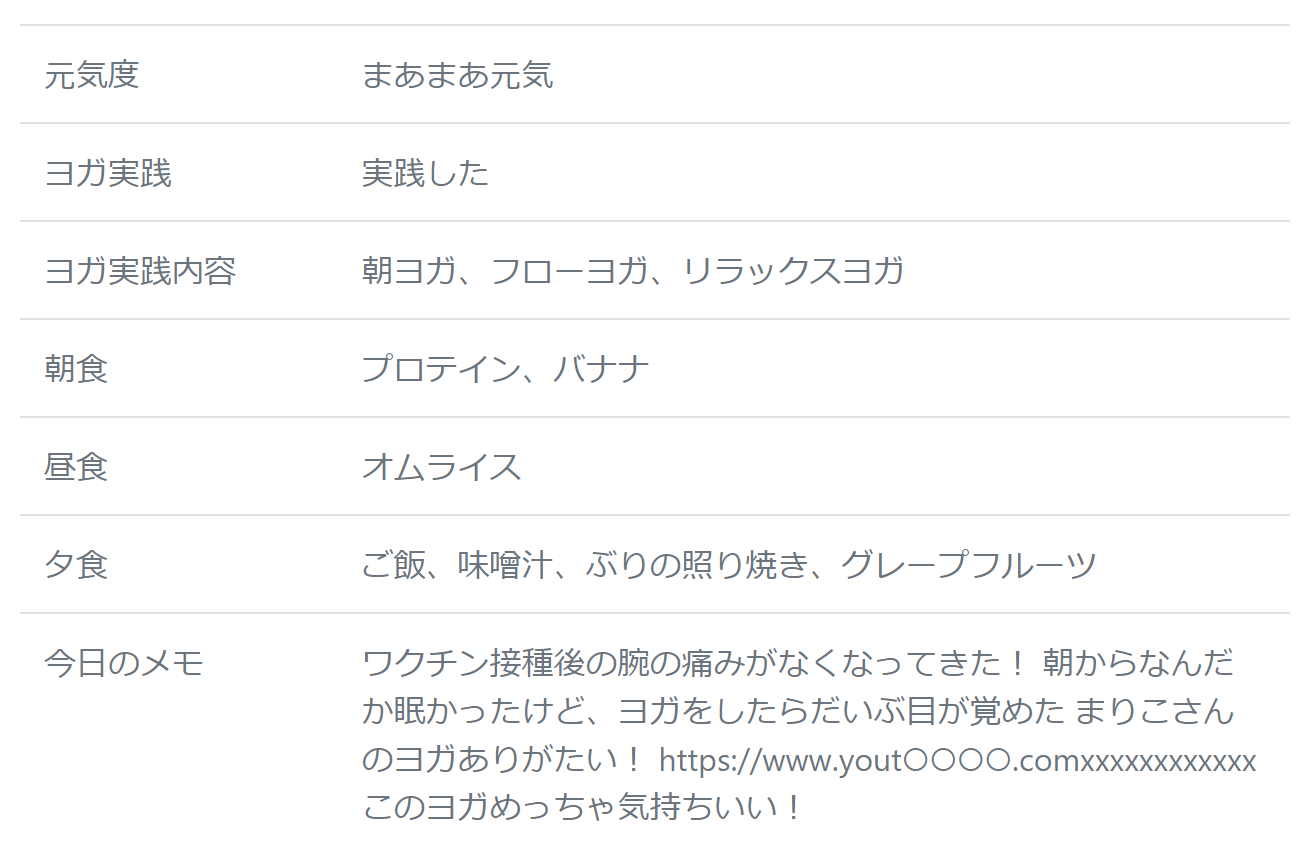 元気度 まあまあ元気
ヨガ実践 実践した
ヨガ実践内容 朝ヨガ、フローヨガ、リラックスヨガ
朝食 プロテイン、バナナ
昼食 オムライス
夕食 ご飯、味噌汁、ぶりの照り焼き、グレープフルーツ
今日のメモ ワクチン接種後の腕の痛みがなくなってきた！ 朝からなんだ
か眠かったけど、ヨガをしたらだいぶ目が覚めた まりこさん
のヨガありがたい！ https://www.yout〇〇〇〇.comxxxxxxxxxxxx
このヨガめっちゃ気持ちいい！